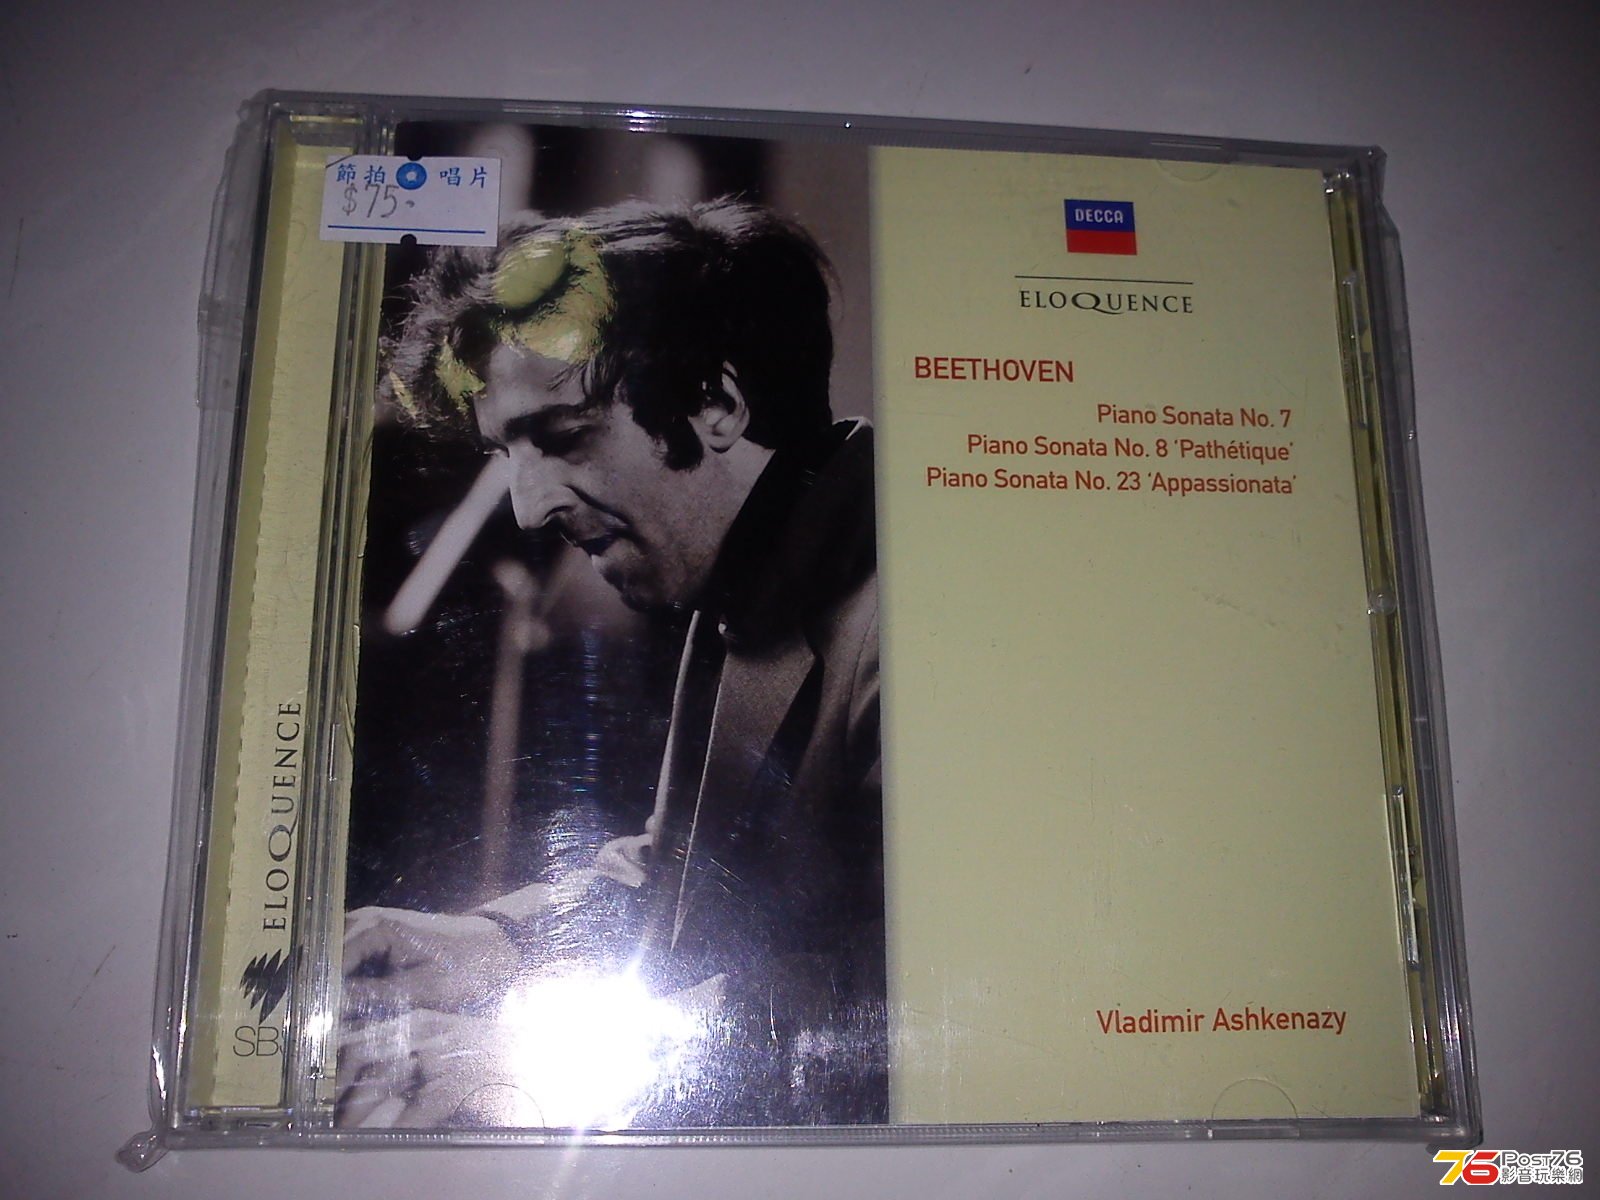 節拍 唱片
$75.
DECCA
ELOQUENCE
BEETHOVEN
Piano Sonata No. 7
Piano Sonata No. 8 ‘Pathétique’
Piano Sonata No. 23 ‘Appassionata’
Vladimir Ashkenazy
ELOQUENCE
SBS
76 Post76
影音玩樂網